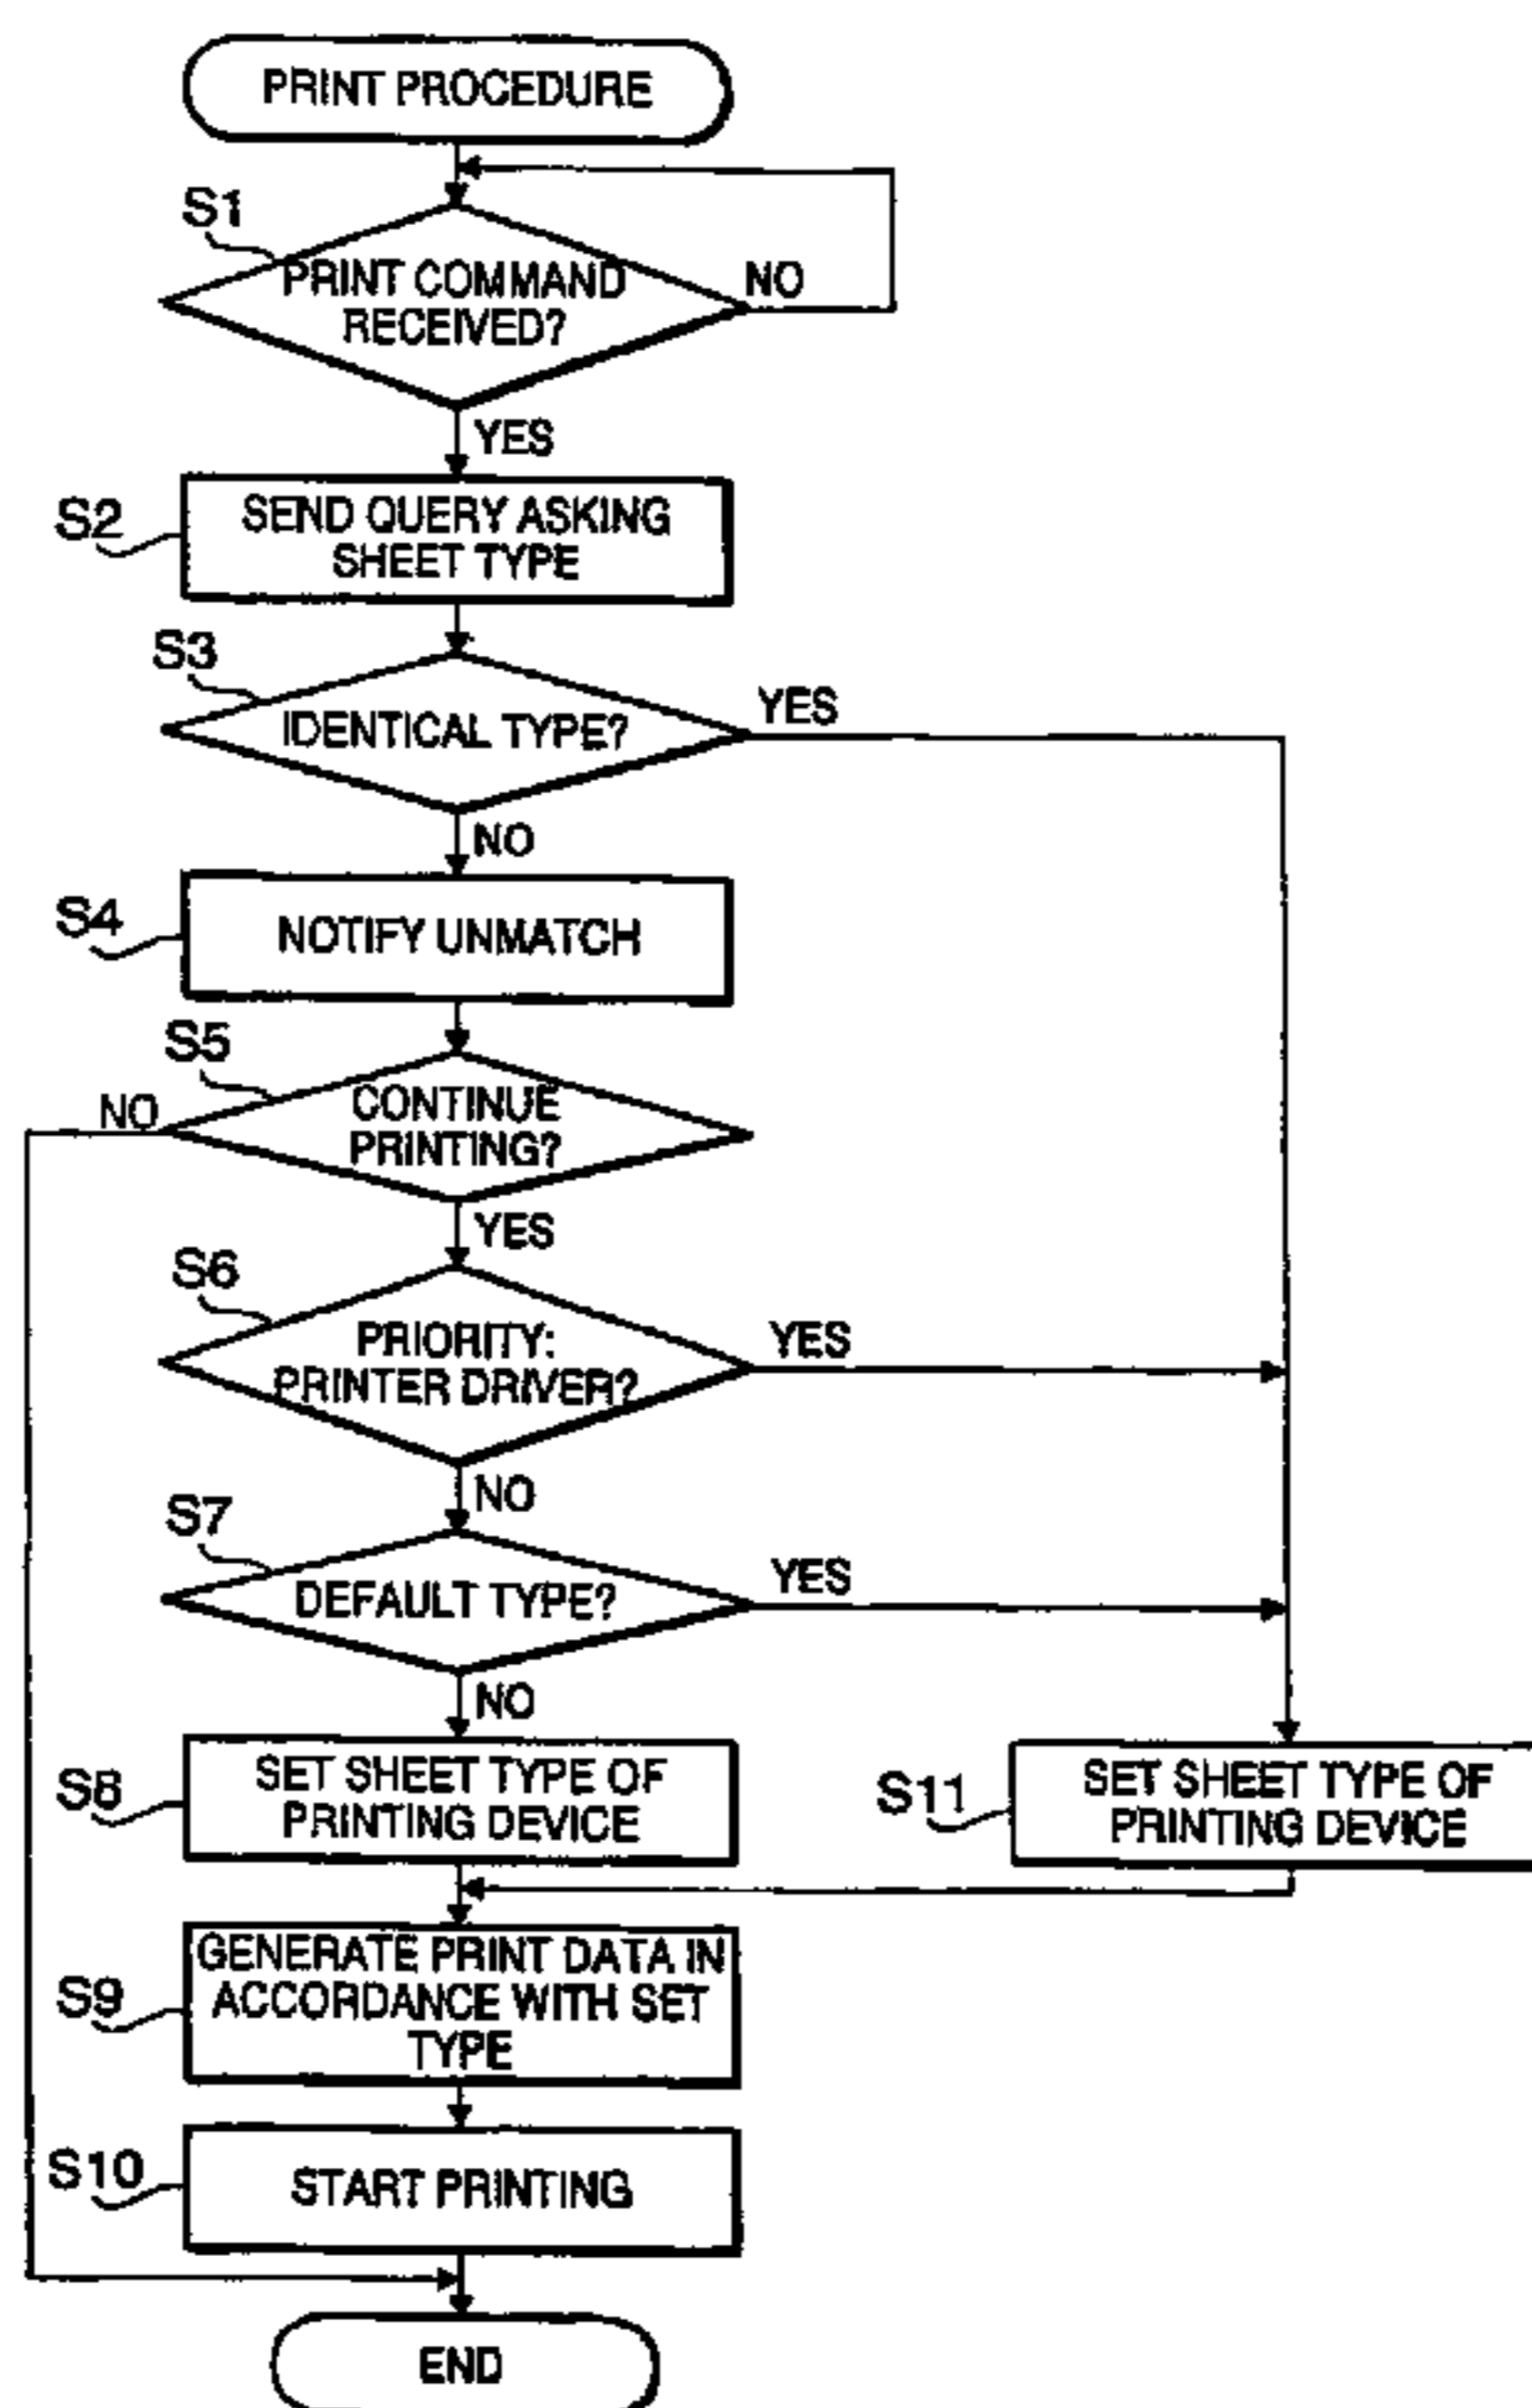 PRINT PROCEDURE
S1
PRINT COMMAND
RECEIVED?
NO
YES
S2
SEND QUERY ASKING
SHEET TYPE
S3
IDENTICAL TYPE?
YES
NO
S4
NOTIFY UNMATCH
S5
NO
CONTINUE
PRINTING?
YES
S6
PRIORITY:
PRINTER DRIVER?
YES
NO
S7
DEFAULT TYPE?
YES
NO
S8
SET SHEET TYPE OF
PRINTING DEVICE
S11
SET SHEET TYPE OF
PRINTING DEVICE
S9
GENERATE PRINT DATA IN
ACCORDANCE WITH SET
TYPE
S10
START PRINTING
END